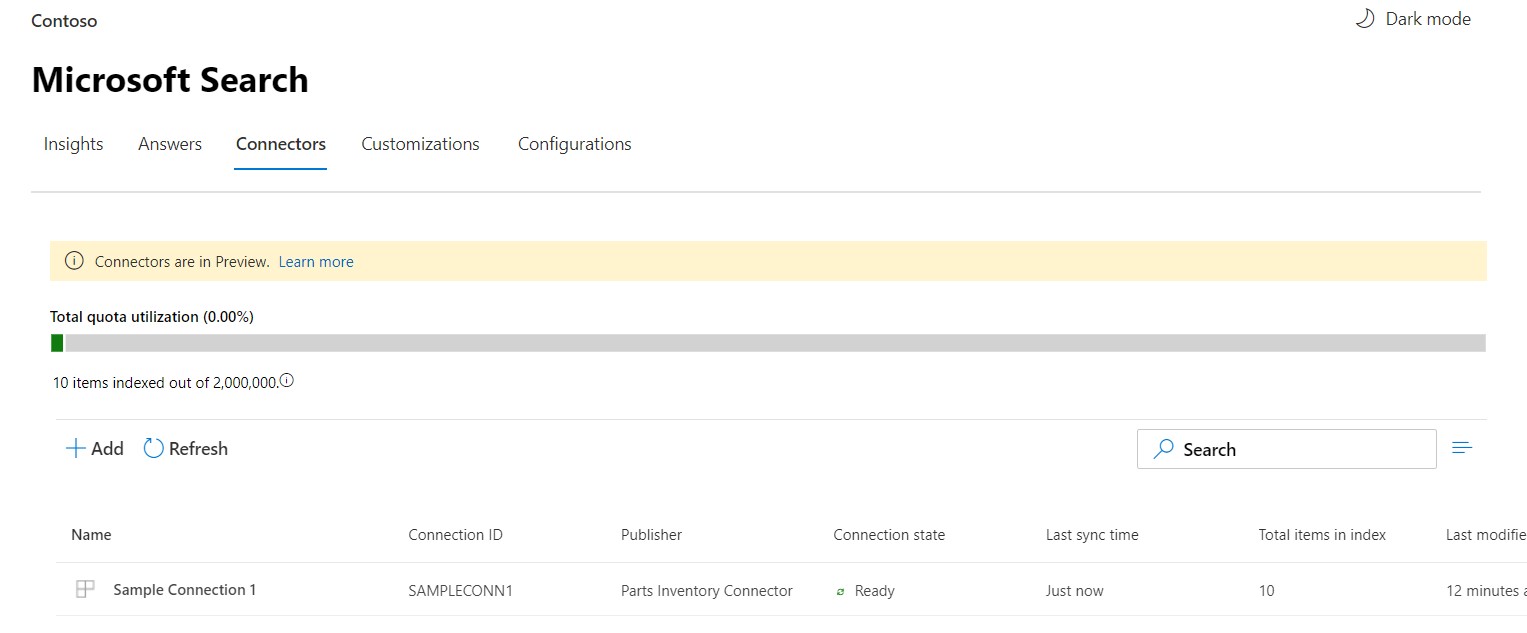 Contoso
Dark mode
Microsoft Search
Insights Answers Connectors Customizations Configurations
Connectors are in Preview. Learn more
Total quota utilization (0.00%)
10 items indexed out of 2,000,000.
Add Refresh Search
Name Connection ID Publisher Connection state Last sync time Total items in index Last modifie
Sample Connection 1 SAMPLECONN1 Parts Inventory Connector Ready Just now 10 12 minutes a